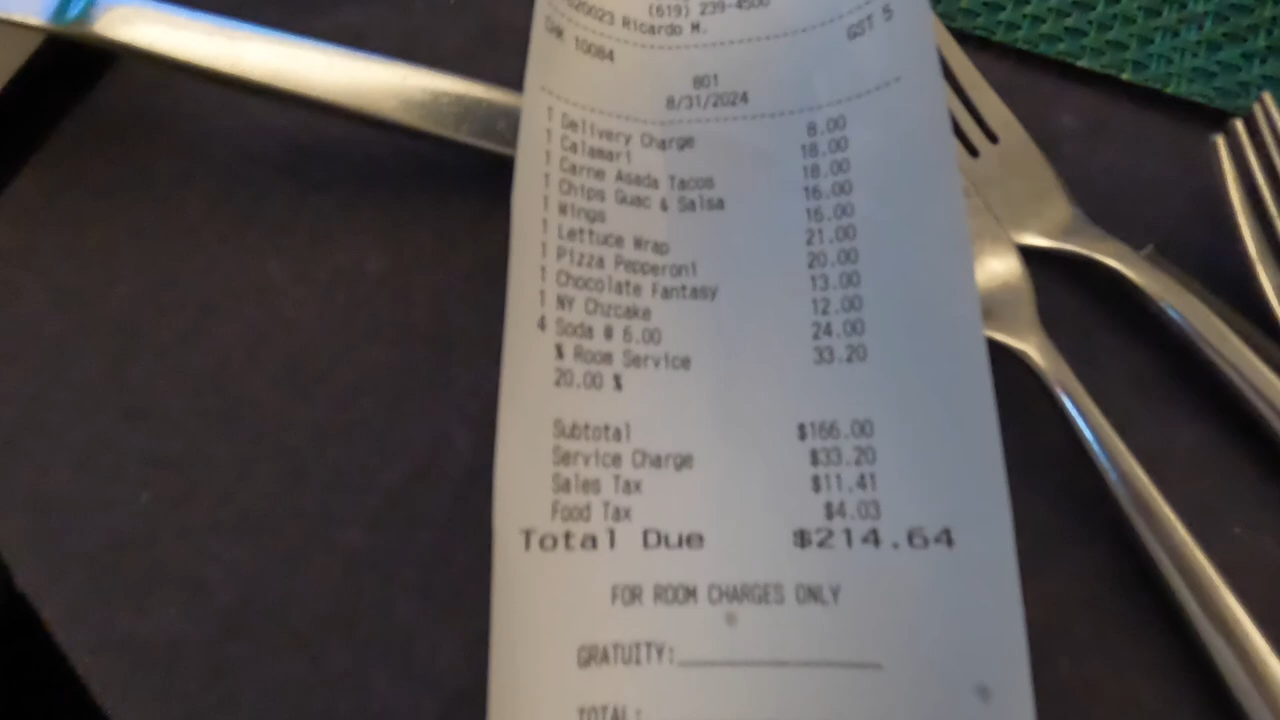 (619) 239-4500
020023 Ricardo M.
CHK 10084 GST 5
801
8/31/2024
1 Delivery Charge 8.00
1 Calamari 18.00
1 Carne Asada Tacos 18.00
1 Chips Guac & Salsa 16.00
1 Wings 16.00
1 Lettuce Wrap 21.00
1 Pizza Pepperoni 20.00
1 Chocolate Fantasy 13.00
1 NY Chzcake 12.00
4 Soda @ 6.00 24.00
% Room Service 33.20
20.00 %
Subtotal $166.00
Service Charge $33.20
Sales Tax $11.41
Food Tax $4.03
Total Due $214.64
FOR ROOM CHARGES ONLY
GRATUITY:
TOTAL: